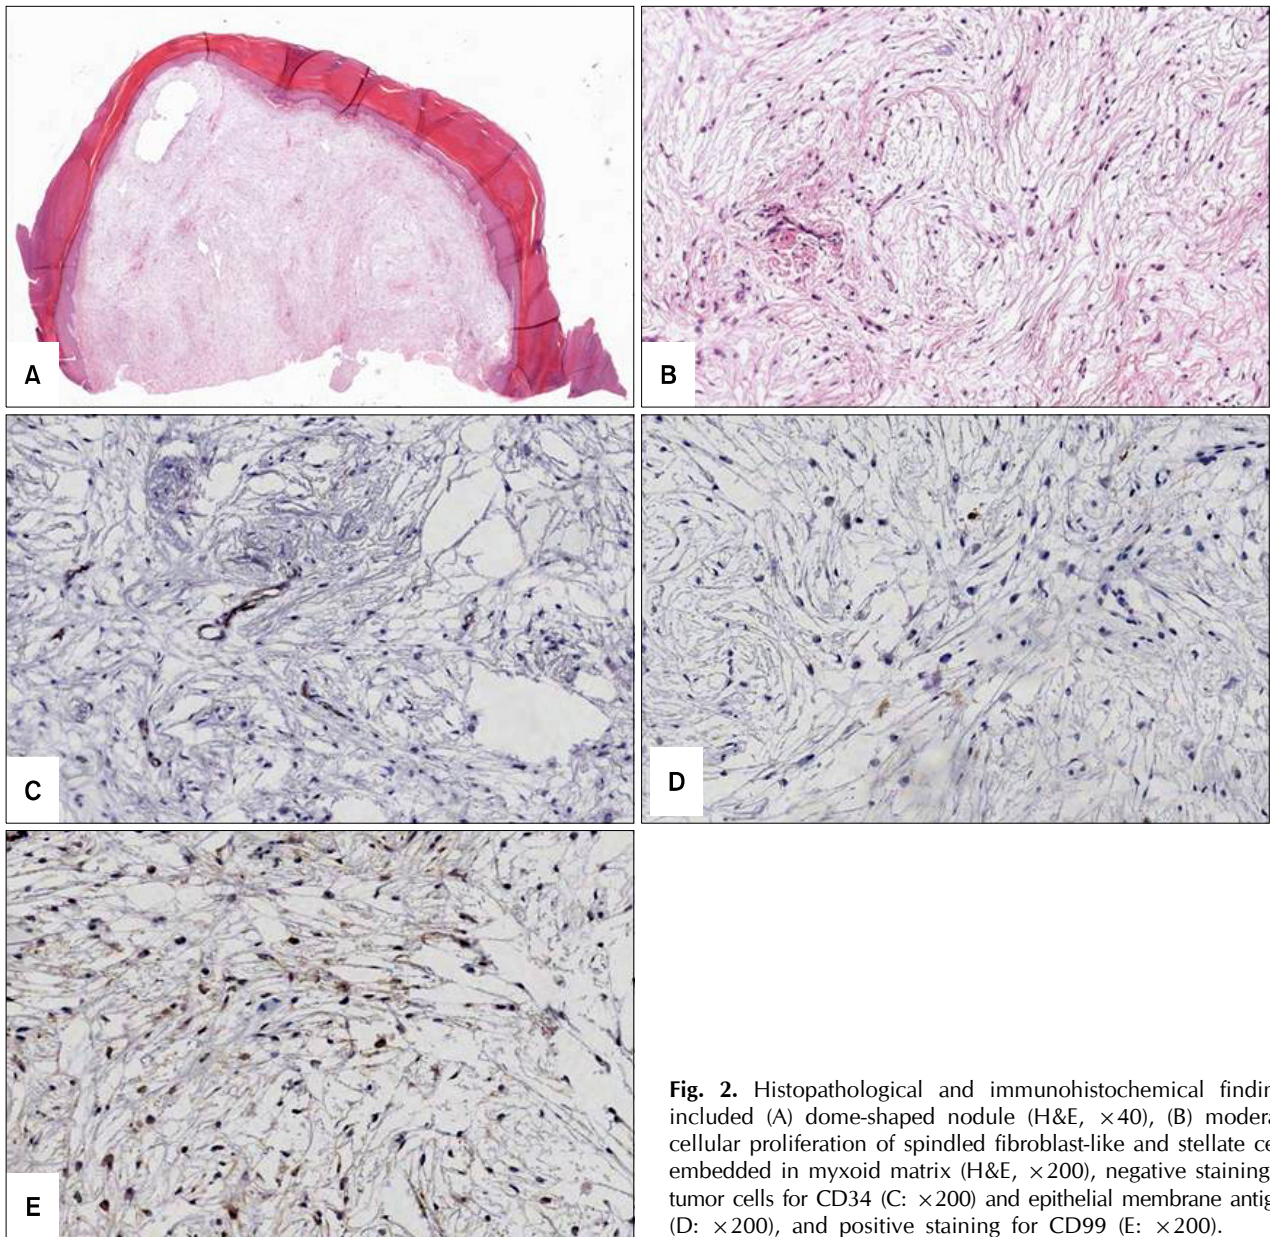 A
B
C
D
E
Fig. 2. Histopathological and immunohistochemical findin
included (A) dome-shaped nodule (H&E, ×40), (B) modera
cellular proliferation of spindled fibroblast-like and stellate ce
embedded in myxoid matrix (H&E, ×200), negative staining
tumor cells for CD34 (C: ×200) and epithelial membrane antig
(D: ×200), and positive staining for CD99 (E: ×200).